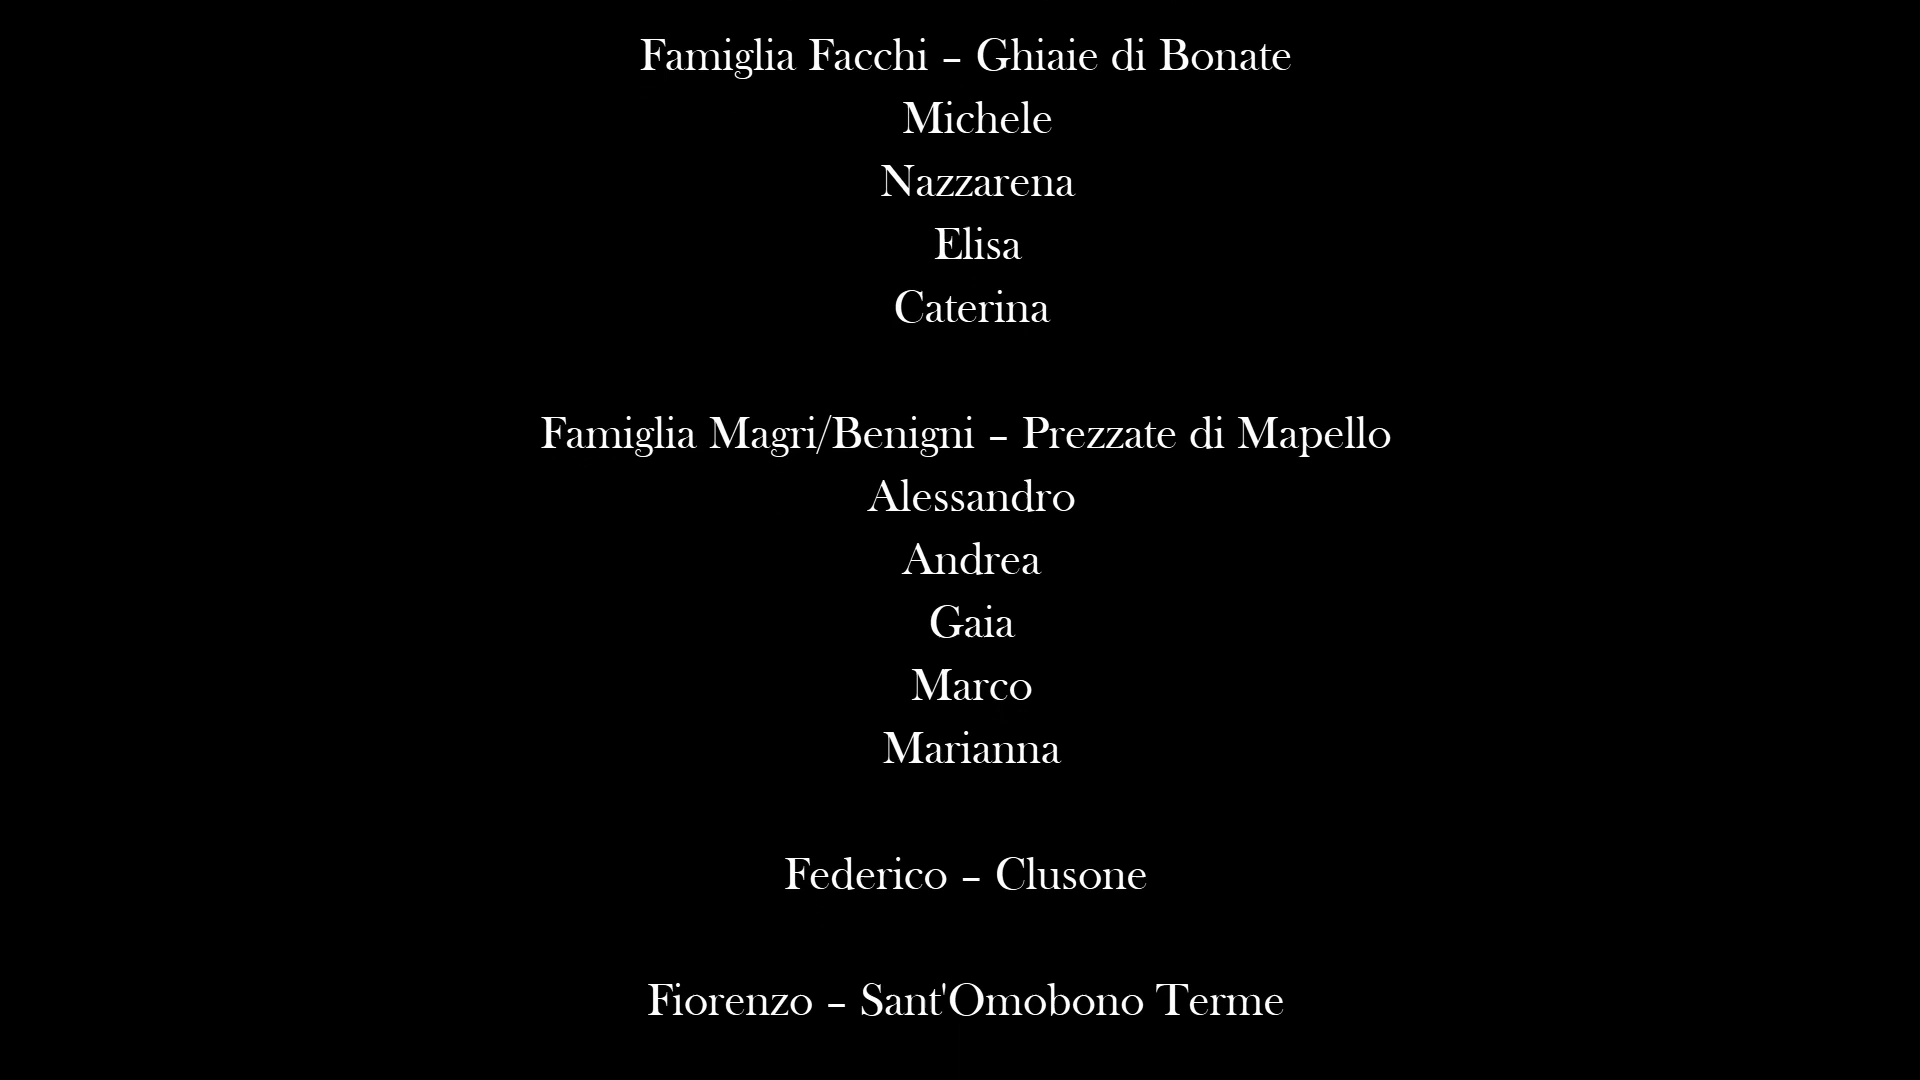 Famiglia Facchi – Ghiaie di Bonate
Michele
Nazzarena
Elisa
Caterina
Famiglia Magri/Benigni – Prezzate di Mapello
Alessandro
Andrea
Gaia
Marco
Marianna
Federico – Clusone
Fiorenzo – Sant'Omobono Terme